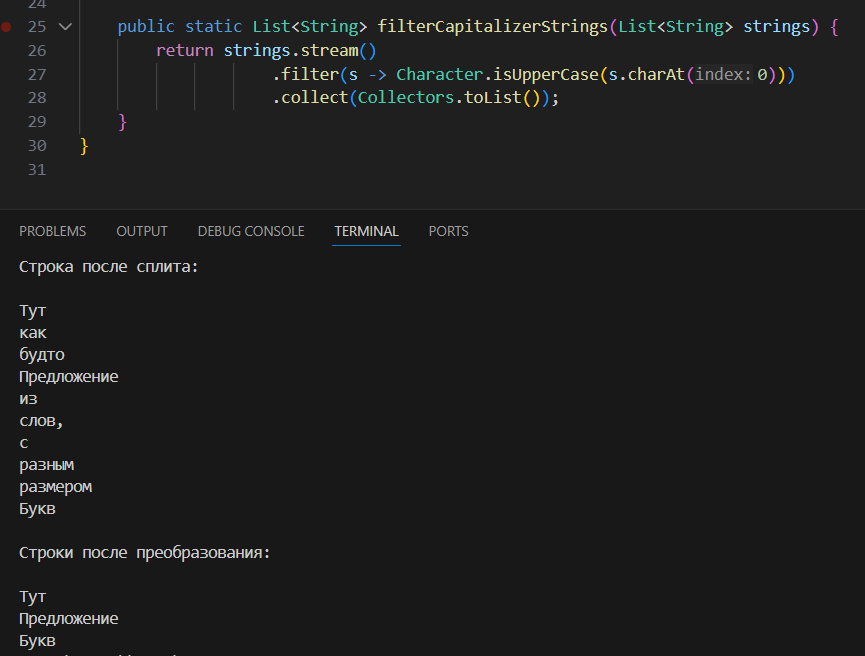 24
25 public static List<String> filterCapitalizerStrings(List<String> strings) {
26 return strings.stream()
27 .filter(s -> Character.isUpperCase(s.charAt(index: 0)))
28 .collect(Collectors.toList());
29 }
30 }
31
PROBLEMS OUTPUT DEBUG CONSOLE TERMINAL PORTS
Строка после сплита:
Тут
как
будто
Предложение
из
слов,
с
разным
размером
Букв
Строки после преобразования:
Тут
Предложение
Букв